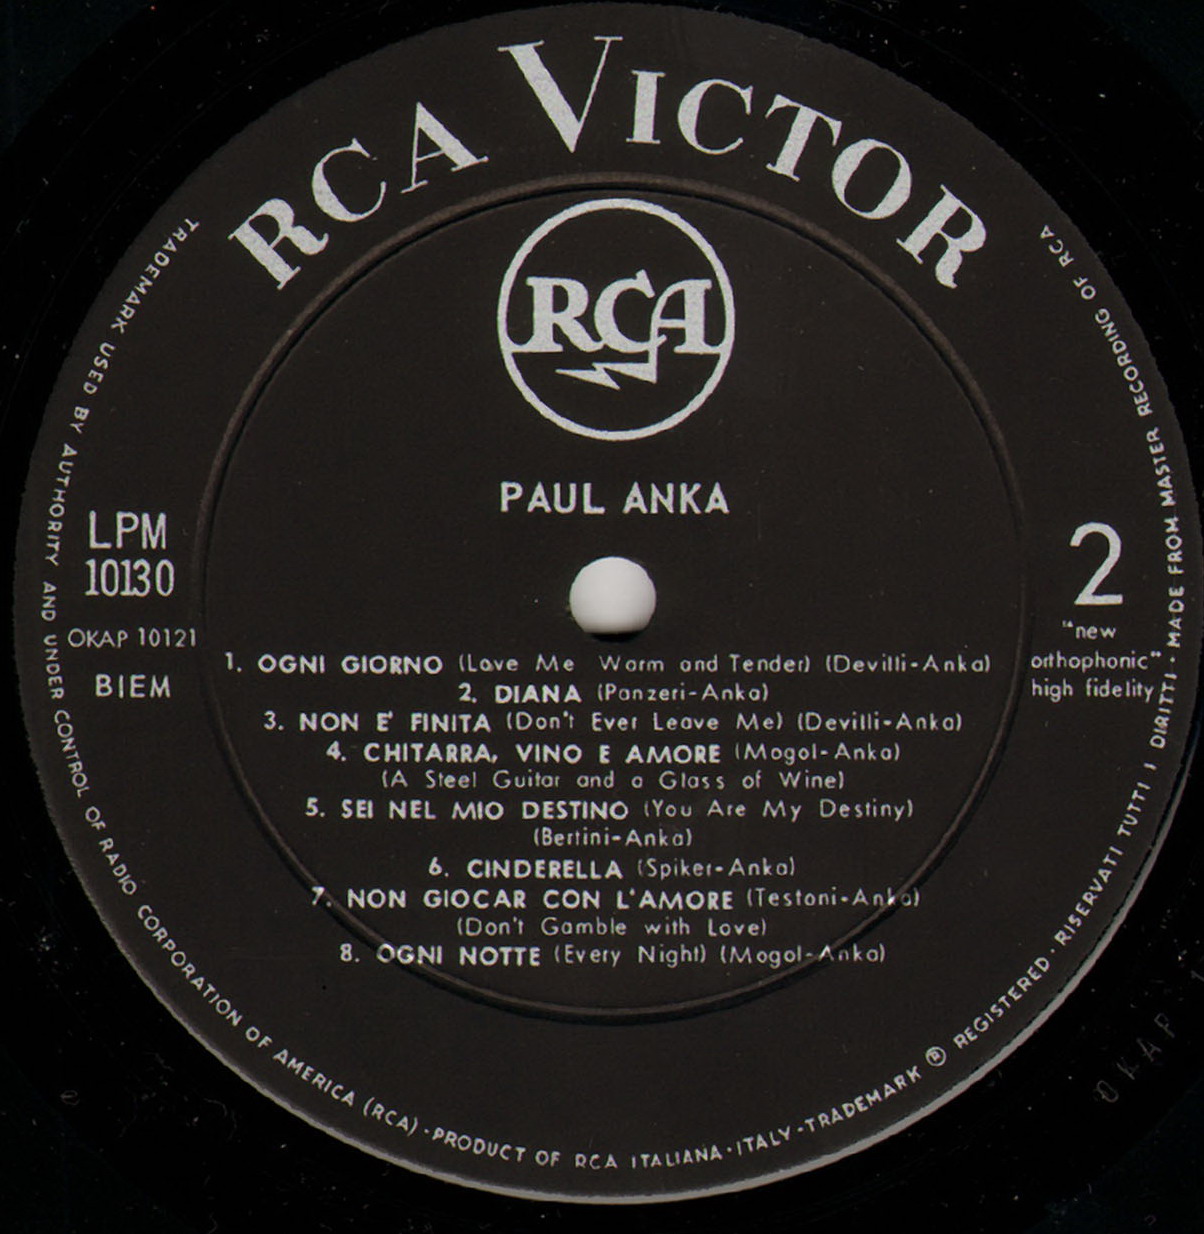 RCA VICTOR
RCA
PAUL ANKA
LPM
10130
OKAP 10121
BIEM
2
"new
orthophonic"
high fidelity
1. OGNI GIORNO (Love Me Warm and Tender) (Devilli-Anka)
2. DIANA (Panzeri-Anka)
3. NON E' FINITA (Don't Ever Leave Me) (Devilli-Anka)
4. CHITARRA, VINO E AMORE (Mogol-Anka)
(A Steel Guitar and a Glass of Wine)
5. SEI NEL MIO DESTINO (You Are My Destiny)
(Bertini-Anka)
6. CINDERELLA (Spiker-Anka)
7. NON GIOCAR CON L'AMORE (Testoni-Anka)
(Don't Gamble with Love)
8. OGNI NOTTE (Every Night) (Mogol-Anka)
TRADEMARK USED BY AUTHORITY AND UNDER CONTROL OF RADIO CORPORATION OF AMERICA (RCA) · PRODUCT OF RCA ITALIANA · ITALY - TRADEMARK ® REGISTERED · RISERVATI TUTTI I DIRITTI · MADE FROM MASTER RECORDING OF RCA
OKAP